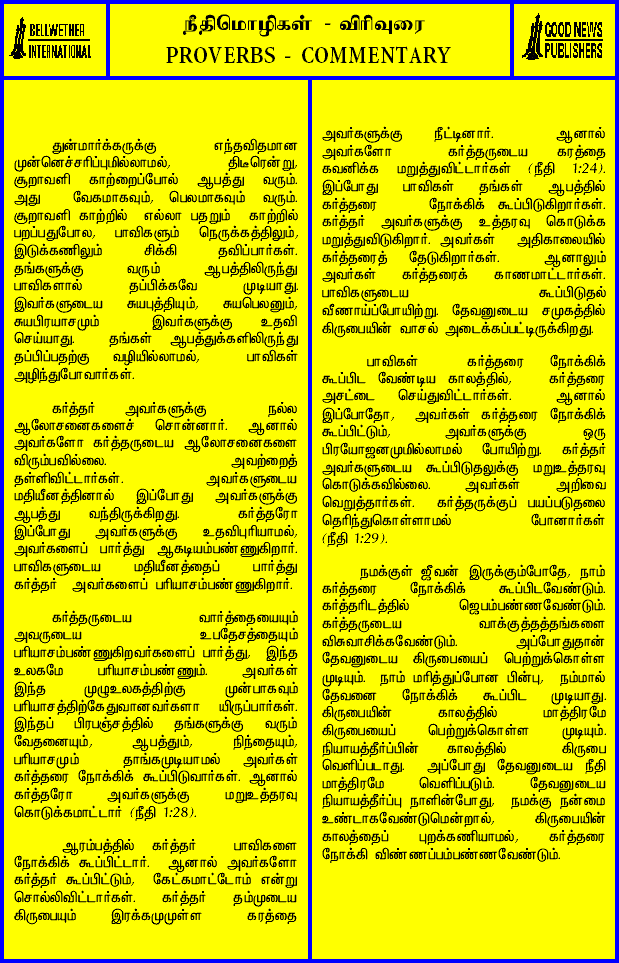 BELLWETHER
INTERNATIONAL
நீதிமொழிகள் - விரிவுரை
PROVERBS - COMMENTARY
GOOD NEWS
PUBLISHERS
துன்மார்க்கருக்கு எந்தவிதமான
முன்னெச்சரிப்புமில்லாமல், திடீரென்று,
சூறாவளி காற்றைப்போல் ஆபத்து வரும்.
அது வேகமாகவும், பெலமாகவும் வரும்.
சூறாவளி காற்றில் எல்லா பதறும் காற்றில்
பறப்பதுபோல, பாவிகளும் நெருக்கத்திலும்,
இடுக்கணிலும் சிக்கி தவிப்பார்கள்.
தங்களுக்கு வரும் ஆபத்திலிருந்து
பாவிகளால் தப்பிக்கவே முடியாது.
இவர்களுடைய சுயபுத்தியும், சுயபெலனும்,
சுயபிரயாசமும் இவர்களுக்கு உதவி
செய்யாது. தங்கள் ஆபத்துக்களிலிருந்து
தப்பிப்பதற்கு வழியில்லாமல், பாவிகள்
அழிந்துபோவார்கள்.
கர்த்தர் அவர்களுக்கு நல்ல
ஆலோசனைகளைச் சொன்னார். ஆனால்
அவர்களோ கர்த்தருடைய ஆலோசனைகளை
விரும்பவில்லை. அவற்றைத்
தள்ளிவிட்டார்கள். அவர்களுடைய
மதியீனத்தினால் இப்போது அவர்களுக்கு
ஆபத்து வந்திருக்கிறது. கர்த்தரோ
இப்போது அவர்களுக்கு உதவிபுரியாமல்,
அவர்களைப் பார்த்து ஆகடியம்பண்ணுகிறார்.
பாவிகளுடைய மதியீனத்தைப் பார்த்து
கர்த்தர் அவர்களைப் பரியாசம்பண்ணுகிறார்.
கர்த்தருடைய வார்த்தையையும்
அவருடைய உபதேசத்தையும்
பரியாசம்பண்ணுகிறவர்களைப் பார்த்து, இந்த
உலகமே பரியாசம்பண்ணும். அவர்கள்
இந்த முழுஉலகத்திற்கு முன்பாகவும்
பரியாசத்திற்கேதுவானவர்களா யிருப்பார்கள்.
இந்தப் பிரபஞ்சத்தில் தங்களுக்கு வரும்
வேதனையும், ஆபத்தும், நிந்தையும்,
பரியாசமும் தாங்கமுடியாமல் அவர்கள்
கர்த்தரை நோக்கிக் கூப்பிடுவார்கள். ஆனால்
கர்த்தரோ அவர்களுக்கு மறுஉத்தரவு
கொடுக்கமாட்டார் (நீதி 1:28).
ஆரம்பத்தில் கர்த்தர் பாவிகளை
நோக்கிக் கூப்பிட்டார். ஆனால் அவர்களோ
கர்த்தர் கூப்பிட்டும், கேட்கமாட்டோம் என்று
சொல்லிவிட்டார்கள். கர்த்தர் தம்முடைய
கிருபையும் இரக்கமுமுள்ள கரத்தை
அவர்களுக்கு நீட்டினார். ஆனால்
அவர்களோ கர்த்தருடைய கரத்தை
கவனிக்க மறுத்துவிட்டார்கள் (நீதி 1:24).
இப்போது பாவிகள் தங்கள் ஆபத்தில்
கர்த்தரை நோக்கிக் கூப்பிடுகிறார்கள்.
கர்த்தர் அவர்களுக்கு உத்தரவு கொடுக்க
மறுத்துவிடுகிறார். அவர்கள் அதிகாலையில்
கர்த்தரைத் தேடுகிறார்கள். ஆனாலும்
அவர்கள் கர்த்தரைக் காணமாட்டார்கள்.
பாவிகளுடைய கூப்பிடுதல்
வீணாய்ப்போயிற்று. தேவனுடைய சமுகத்தில்
கிருபையின் வாசல் அடைக்கப்பட்டிருக்கிறது.
பாவிகள் கர்த்தரை நோக்கிக்
கூப்பிட வேண்டிய காலத்தில், கர்த்தரை
அசட்டை செய்துவிட்டார்கள். ஆனால்
இப்போதோ, அவர்கள் கர்த்தரை நோக்கிக்
கூப்பிட்டும், அவர்களுக்கு ஒரு
பிரயோஜனமுமில்லாமல் போயிற்று. கர்த்தர்
அவர்களுடைய கூப்பிடுதலுக்கு மறுஉத்தரவு
கொடுக்கவில்லை. அவர்கள் அறிவை
வெறுத்தார்கள். கர்த்தருக்குப் பயப்படுதலை
தெரிந்துகொள்ளாமல் போனார்கள்
(நீதி 1:29).
நமக்குள் ஜீவன் இருக்கும்போதே, நாம்
கர்த்தரை நோக்கிக் கூப்பிடவேண்டும்.
கர்த்தரிடத்தில் ஜெபம்பண்ணவேண்டும்.
கர்த்தருடைய வாக்குத்தத்தங்களை
விசுவாசிக்கவேண்டும். அப்போதுதான்
தேவனுடைய கிருபையைப் பெற்றுக்கொள்ள
முடியும். நாம் மரித்துப்போன பின்பு, நம்மால்
தேவனை நோக்கிக் கூப்பிட முடியாது.
கிருபையின் காலத்தில் மாத்திரமே
கிருபையைப் பெற்றுக்கொள்ள முடியும்.
நியாயத்தீர்ப்பின் காலத்தில் கிருபை
வெளிப்படாது. அப்போது தேவனுடைய நீதி
மாத்திரமே வெளிப்படும். தேவனுடைய
நியாயத்தீர்ப்பு நாளின்போது, நமக்கு நன்மை
உண்டாகவேண்டுமென்றால், கிருபையின்
காலத்தைப் புறக்கணியாமல், கர்த்தரை
நோக்கி விண்ணப்பம்பண்ணவேண்டும்.